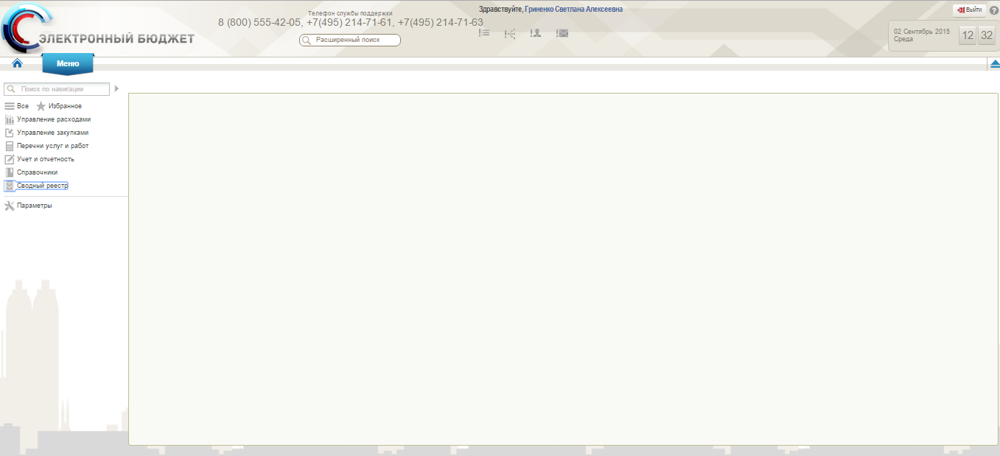 Телефон службы поддержки
8 (800) 555-42-05, +7(495) 214-71-61, +7(495) 214-71-63
Здравствуйте, Гриненко Светлана Алексеевна
Выйти
?
ЭЛЕКТРОННЫЙ БЮДЖЕТ
Расширенный поиск
02 Сентябрь 2015
Среда
12 32
Меню
Поиск по навигации
Все Избранное
Управление расходами
Управление закупками
Перечни услуг и работ
Учет и отчетность
Справочники
Сводный реестр
Параметры